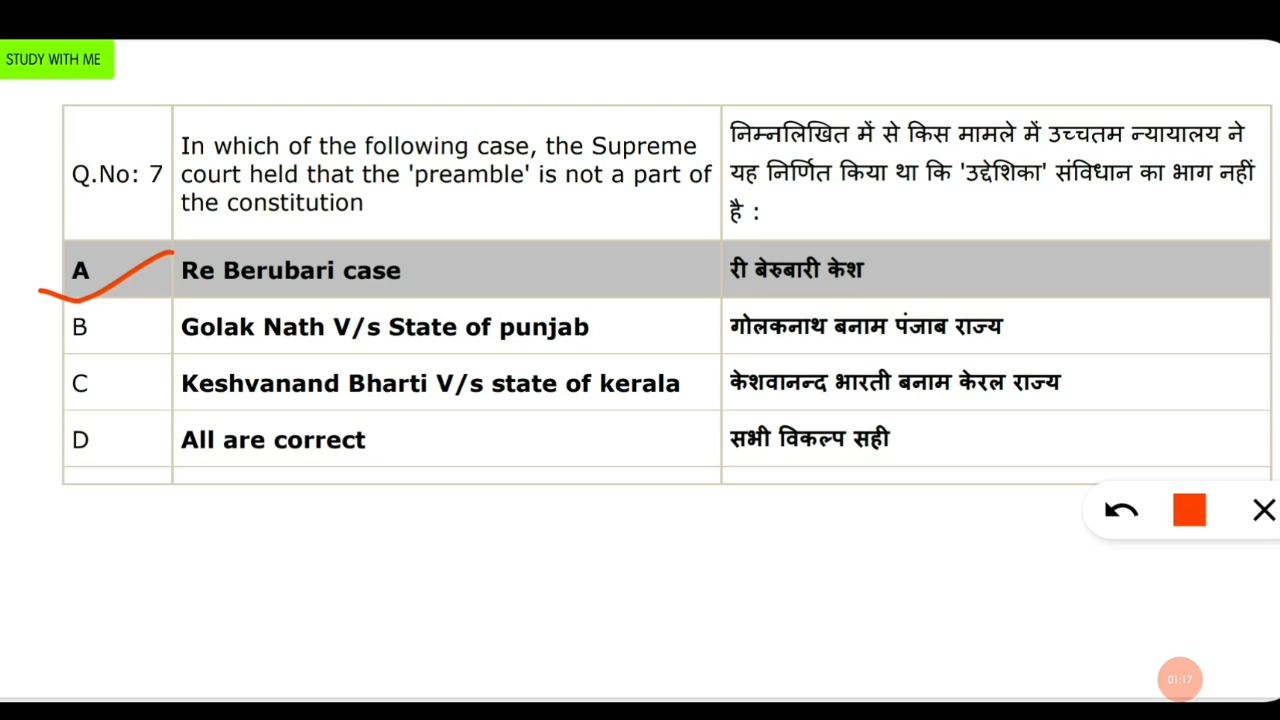 STUDY WITH ME
Q.No: 7
In which of the following case, the Supreme
court held that the 'preamble' is not a part of
the constitution
निम्नलिखित में से किस मामले में उच्चतम न्यायालय ने
यह निर्णित किया था कि 'उद्देशिका' संविधान का भाग नहीं
है :
A
Re Berubari case
री बेरुबारी केश
B
Golak Nath V/s State of punjab
गोलकनाथ बनाम पंजाब राज्य
C
Keshvanand Bharti V/s state of kerala
केशवानन्द भारती बनाम केरल राज्य
D
All are correct
सभी विकल्प सही
01:17